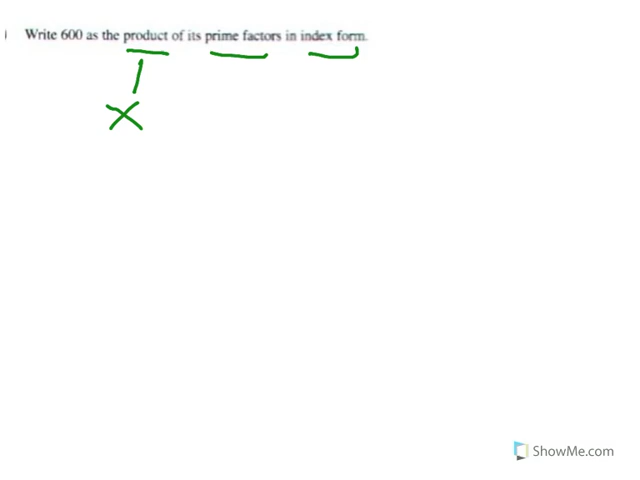 ) Write 600 as the product of its prime factors in index form.
X
ShowMe.com